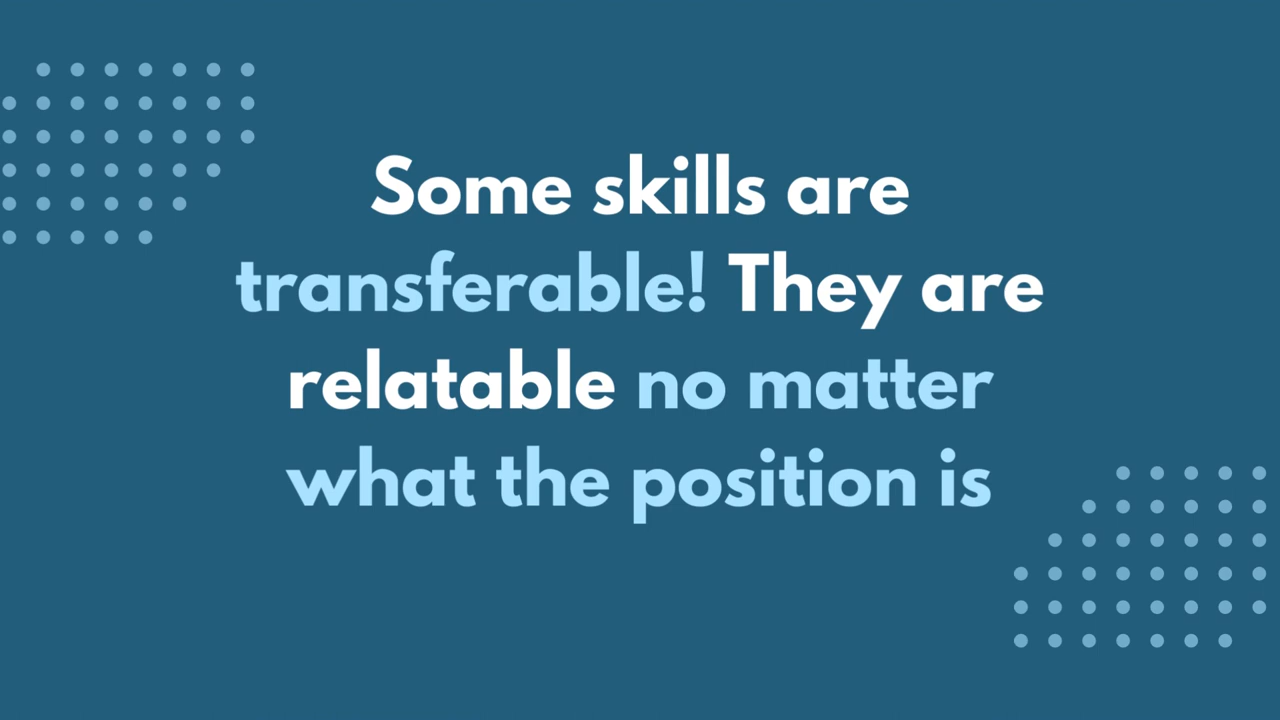 Some skills are
transferable! They are
relatable no matter
what the position is